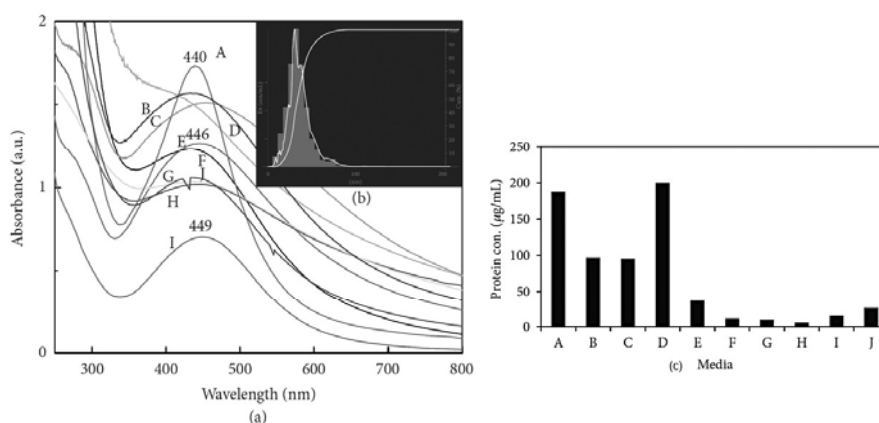 2
1
0
Absorbance (a.u.)
300 400 500 600 700 800
Wavelength (nm)
(a)
440
A
B
C
D
E
446
F
J
G
H
449
I
0
(b)
250
200
150
100
50
0
Protein con. (μg/mL)
A B C D E F G H I J
(c) Media